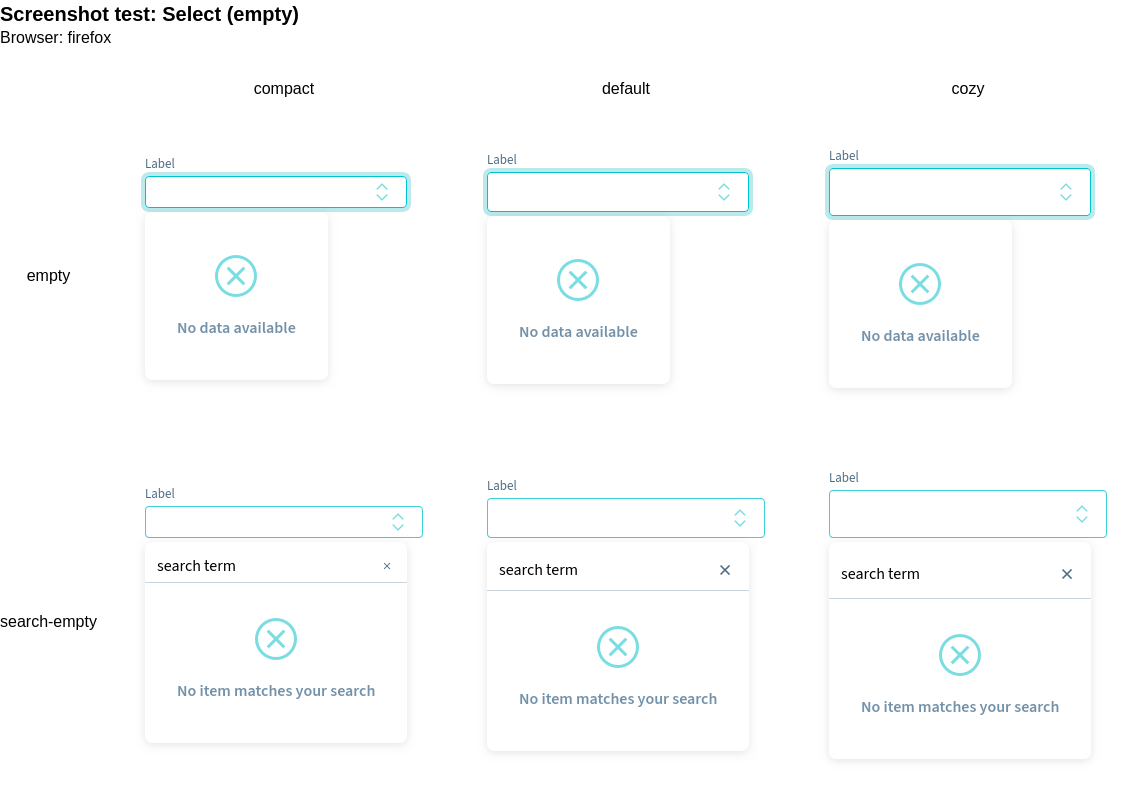 Screenshot test: Select (empty)
Browser: firefox
compact default cozy
Label Label Label
empty
No data available No data available No data available
Label Label Label
search term search term search term
search-empty
No item matches your search No item matches your search No item matches your search